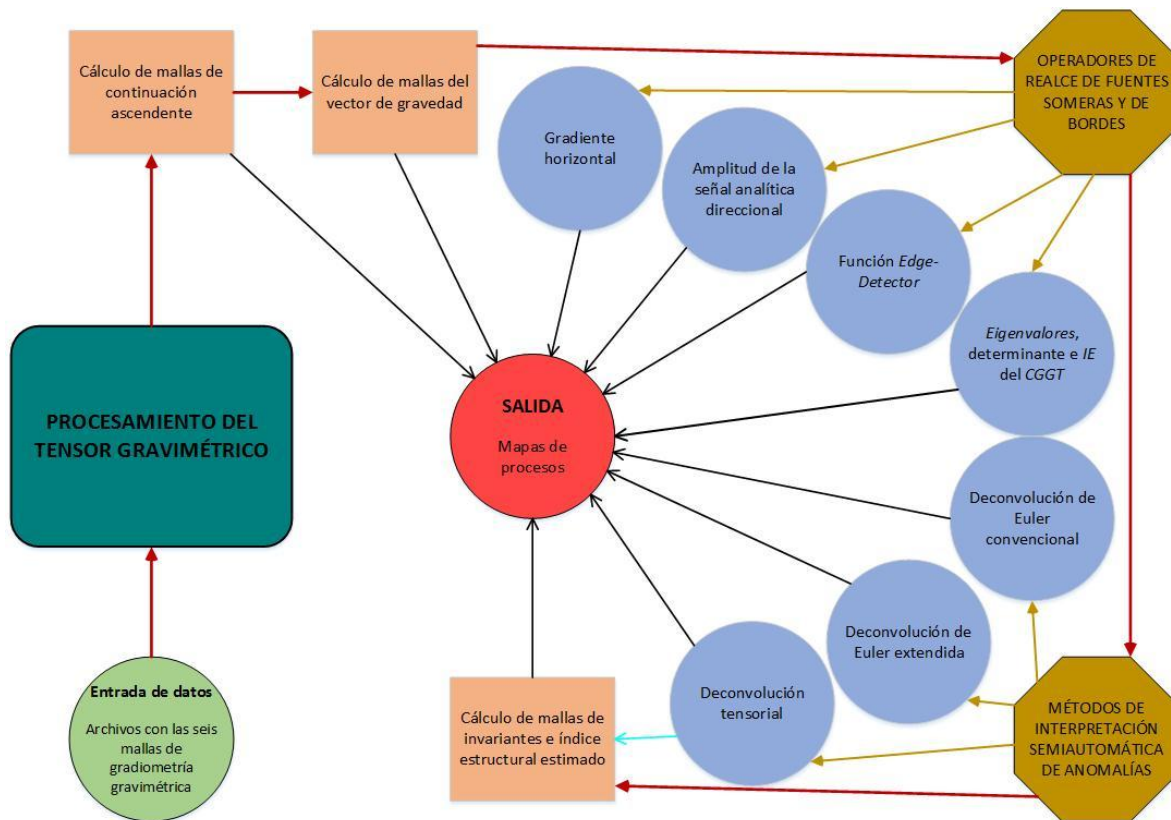 Cálculo de mallas de
continuación
ascendente
Cálculo de mallas del
vector de gravedad
OPERADORES DE
REALCE DE FUENTES
SOMERAS Y DE
BORDES
Gradiente
horizontal
Amplitud de la
señal analítica
direccional
Función Edge-
Detector
Eigenvalores,
determinante e IE
del CGGT
PROCESAMIENTO DEL
TENSOR GRAVIMÉTRICO
SALIDA
Mapas de
procesos
Deconvolución de
Euler
convencional
Deconvolución de
Euler extendida
Deconvolución
tensorial
Entrada de datos
Archivos con las seis
mallas de
gradiometría
gravimétrica
Cálculo de mallas de
invariantes e índice
estructural estimado
MÉTODOS DE
INTERPRETACIÓN
SEMIAUTOMÁTICA
DE ANOMALÍAS